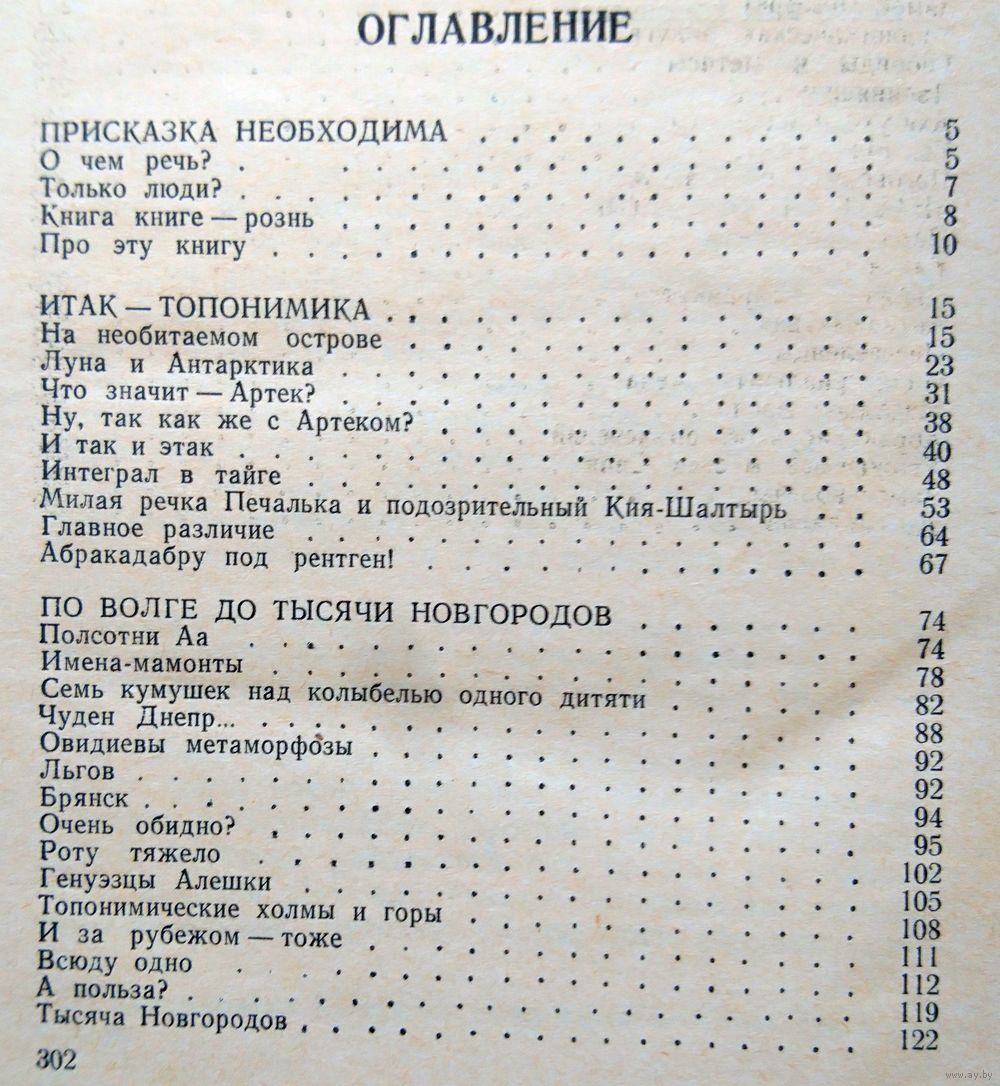 ОГЛАВЛЕНИЕ
ПРИСКАЗКА НЕОБХОДИМА . . . . . . . . . . 5
О чем речь? . . . . . . . . . . . . . . . 5
Только люди? . . . . . . . . . . . . . . . 7
Книга книге — рознь . . . . . . . . . . . . . 8
Про эту книгу . . . . . . . . . . . . . . . 10
ИТАК — ТОПОНИМИКА . . . . . . . . . . . . 15
На необитаемом острове . . . . . . . . . . . . 15
Луна и Антарктика . . . . . . . . . . . . . 23
Что значит — Артек? . . . . . . . . . . . . . 31
Ну, так как же с Артеком? . . . . . . . . . . . 38
И так и этак . . . . . . . . . . . . . . . 40
Интеграл в тайге . . . . . . . . . . . . . . 48
Милая речка Печалька и подозрительный Кия-Шалтырь . . 53
Главное различие . . . . . . . . . . . . . . 64
Абракадабру под рентген! . . . . . . . . . . . 67
ПО ВОЛГЕ ДО ТЫСЯЧИ НОВГОРОДОВ . . . . . . . 74
Полсотни Аа . . . . . . . . . . . . . . . 74
Имена-мамонты . . . . . . . . . . . . . . 78
Семь кумушек над колыбелью одного дитяти . . . . . . 82
Чуден Днепр... . . . . . . . . . . . . . . . 88
Овидиевы метаморфозы . . . . . . . . . . . . 92
Льгов . . . . . . . . . . . . . . . . . 92
Брянск . . . . . . . . . . . . . . . . . 94
Очень обидно? . . . . . . . . . . . . . . . 95
Роту тяжело . . . . . . . . . . . . . . . 102
Генуэзцы Алешки . . . . . . . . . . . . . . 105
Топонимические холмы и горы . . . . . . . . . . 108
И за рубежом — тоже . . . . . . . . . . . . . 111
Всюду одно . . . . . . . . . . . . . . . 112
А польза? . . . . . . . . . . . . . . . . 119
Тысяча Новгородов . . . . . . . . . . . . . . 122
302
www.ay.by